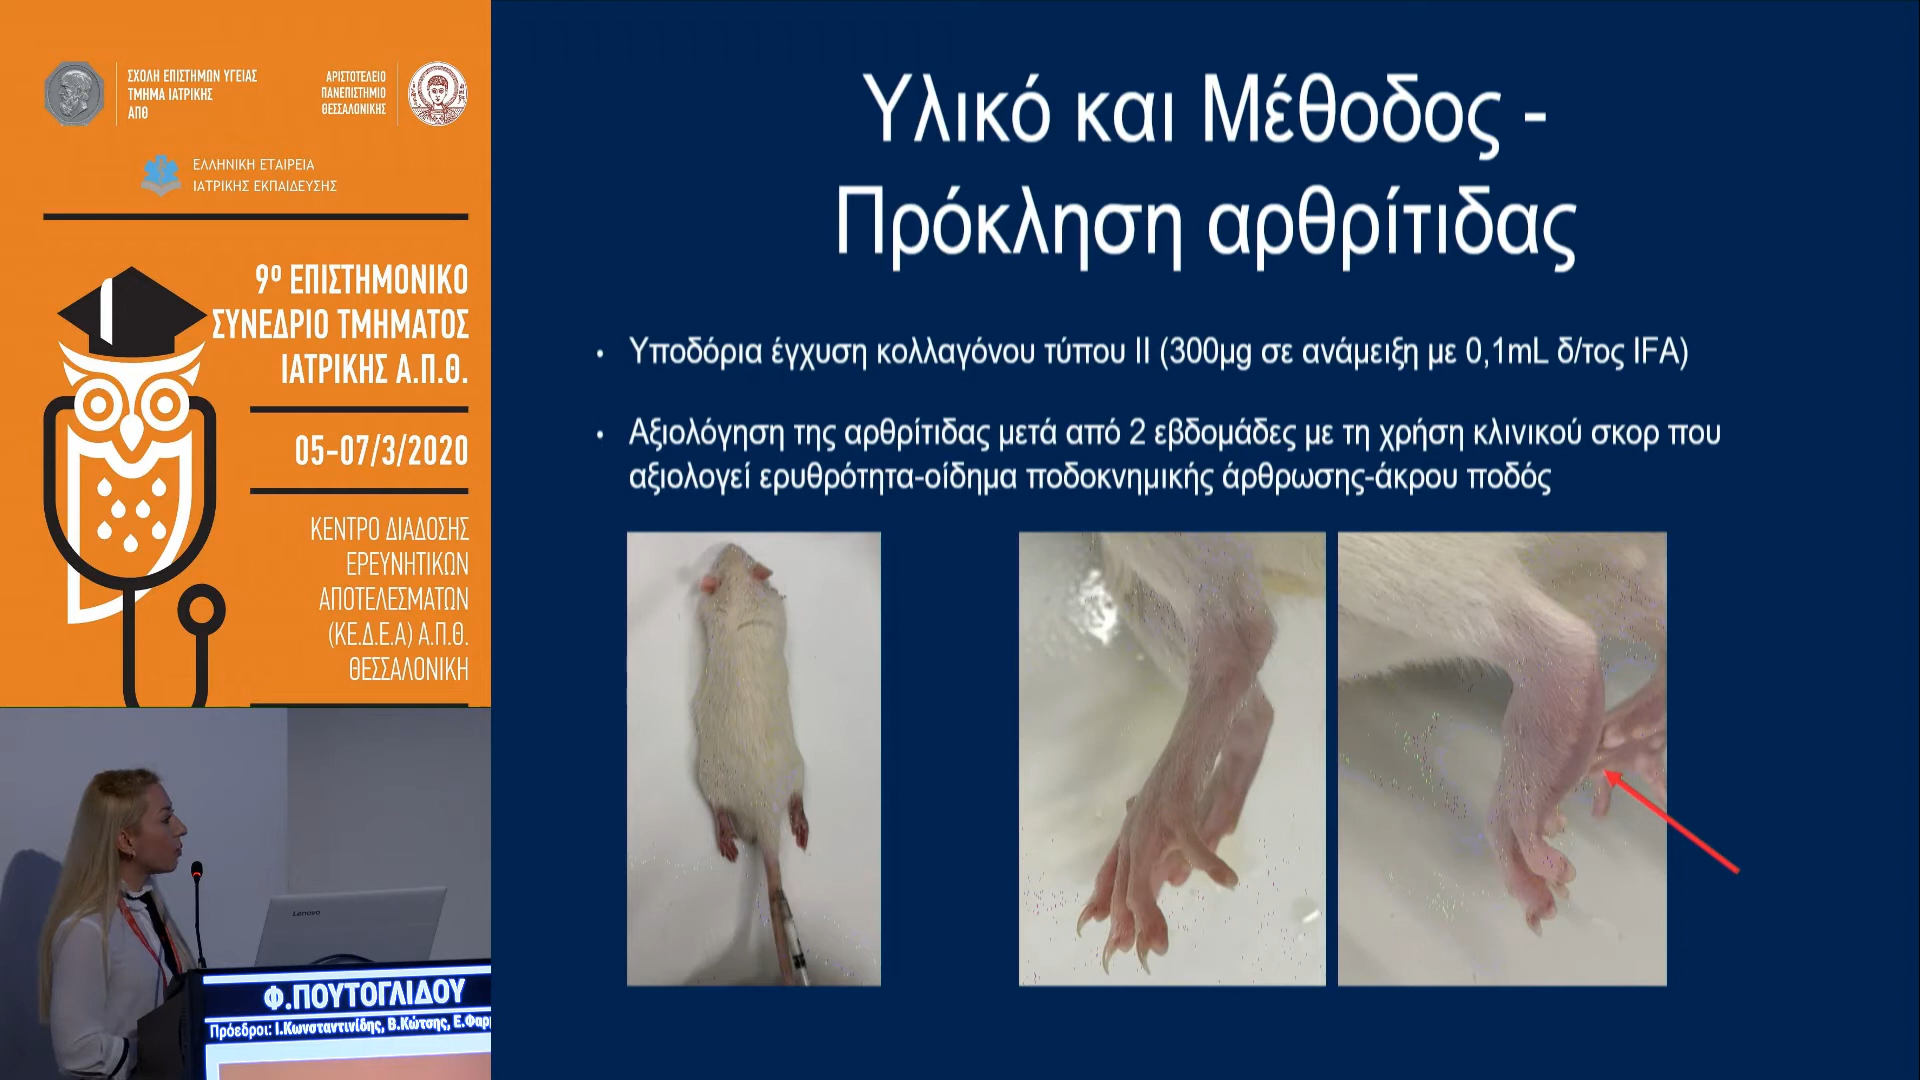 ΣΧΟΛΗ ΕΠΙΣΤΗΜΩΝ ΥΓΕΙΑΣ
ΤΜΗΜΑ ΙΑΤΡΙΚΗΣ
ΑΠΘ
ΑΡΙΣΤΟΤΕΛΕΙΟ
ΠΑΝΕΠΙΣΤΗΜΙΟ
ΘΕΣΣΑΛΟΝΙΚΗΣ
ΕΛΛΗΝΙΚΗ ΕΤΑΙΡΕΙΑ
ΙΑΤΡΙΚΗΣ ΕΚΠΑΙΔΕΥΣΗΣ
9ο ΕΠΙΣΤΗΜΟΝΙΚΟ
ΣΥΝΕΔΡΙΟ ΤΜΗΜΑΤΟΣ
ΙΑΤΡΙΚΗΣ Α.Π.Θ.
05-07/3/2020
ΚΕΝΤΡΟ ΔΙΑΔΟΣΗΣ
ΕΡΕΥΝΗΤΙΚΩΝ
ΑΠΟΤΕΛΕΣΜΑΤΩΝ
(ΚΕ.Δ.Ε.Α) Α.Π.Θ.
ΘΕΣΣΑΛΟΝΙΚΗ
Lenovo
Φ.ΠΟΥΤΟΓΛΙΔΟΥ
Πρόεδροι: Ι.Κωνσταντινίδης, Β.Κώτσης, Ε.Φαρμ
Υλικό και Μέθοδος -
Πρόκληση αρθρίτιδας
• Υποδόρια έγχυση κολλαγόνου τύπου ΙΙ (300μg σε ανάμειξη με 0,1mL δ/τος IFA)
• Αξιολόγηση της αρθρίτιδας μετά από 2 εβδομάδες με τη χρήση κλινικού σκορ που
αξιολογεί ερυθρότητα-οίδημα ποδοκνημικής άρθρωσης-άκρου ποδός